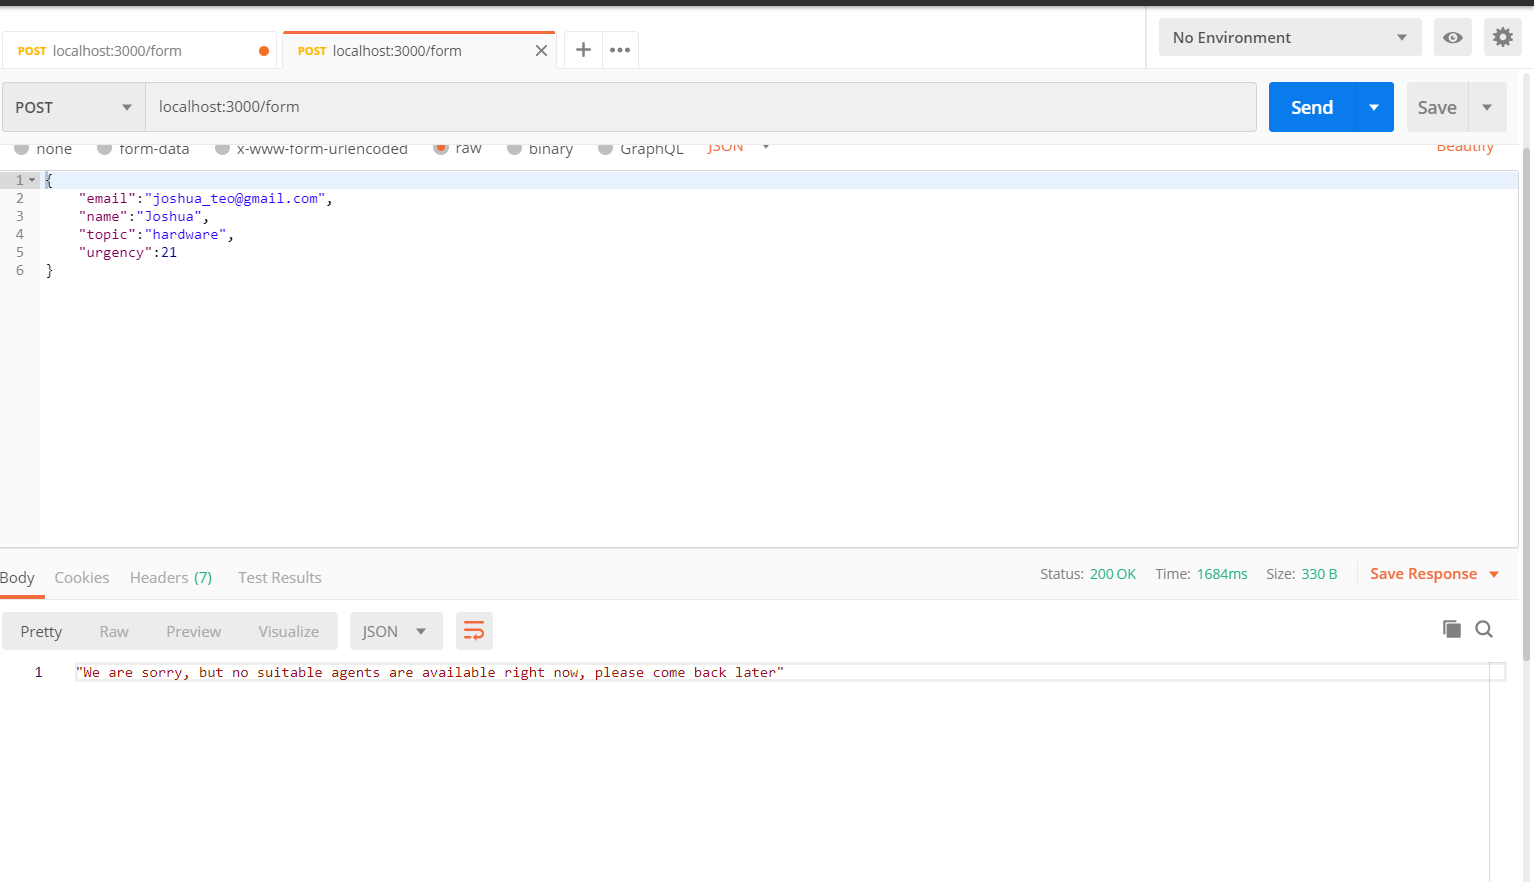 POST localhost:3000/form POST localhost:3000/form No Environment
POST localhost:3000/form Send Save
none form-data x-www-form-urlencoded raw binary GraphQL JSON Beautify
1 {
2 "email":"joshua_teo@gmail.com",
3 "name":"Joshua",
4 "topic":"hardware",
5 "urgency":21
6 }
Body Cookies Headers (7) Test Results Status: 200 OK Time: 1684ms Size: 330 B Save Response
Pretty Raw Preview Visualize JSON
1 "We are sorry, but no suitable agents are available right now, please come back later"